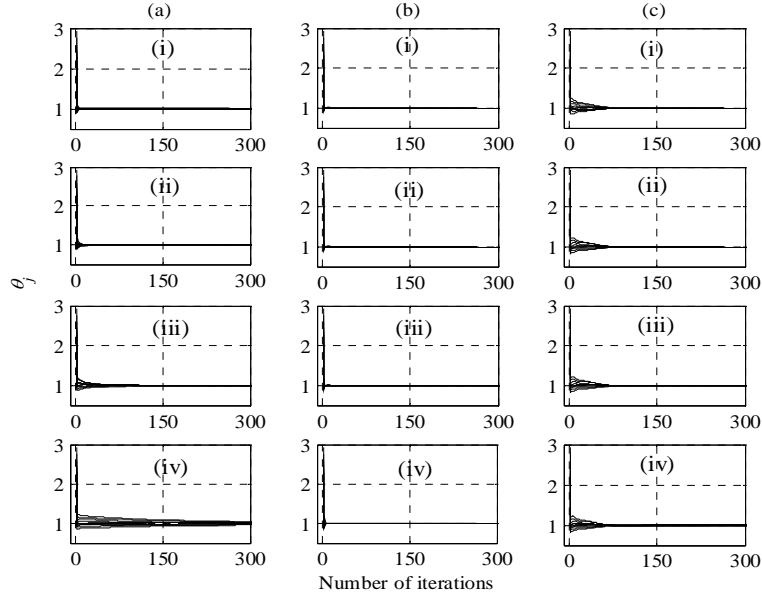 (a) (b) (c)
3 (i) 3 (i) 3 (i)
2 2 2
1 1 1
0 150 300 0 150 300 0 150 300
3 (ii) 3 (ii) 3 (ii)
2 2 2
1 1 1
0 150 300 0 150 300 0 150 300
θj
3 (iii) 3 (iii) 3 (iii)
2 2 2
1 1 1
0 150 300 0 150 300 0 150 300
3 (iv) 3 (iv) 3 (iv)
2 2 2
1 1 1
0 150 300 0 150 300 0 150 300
Number of iterations